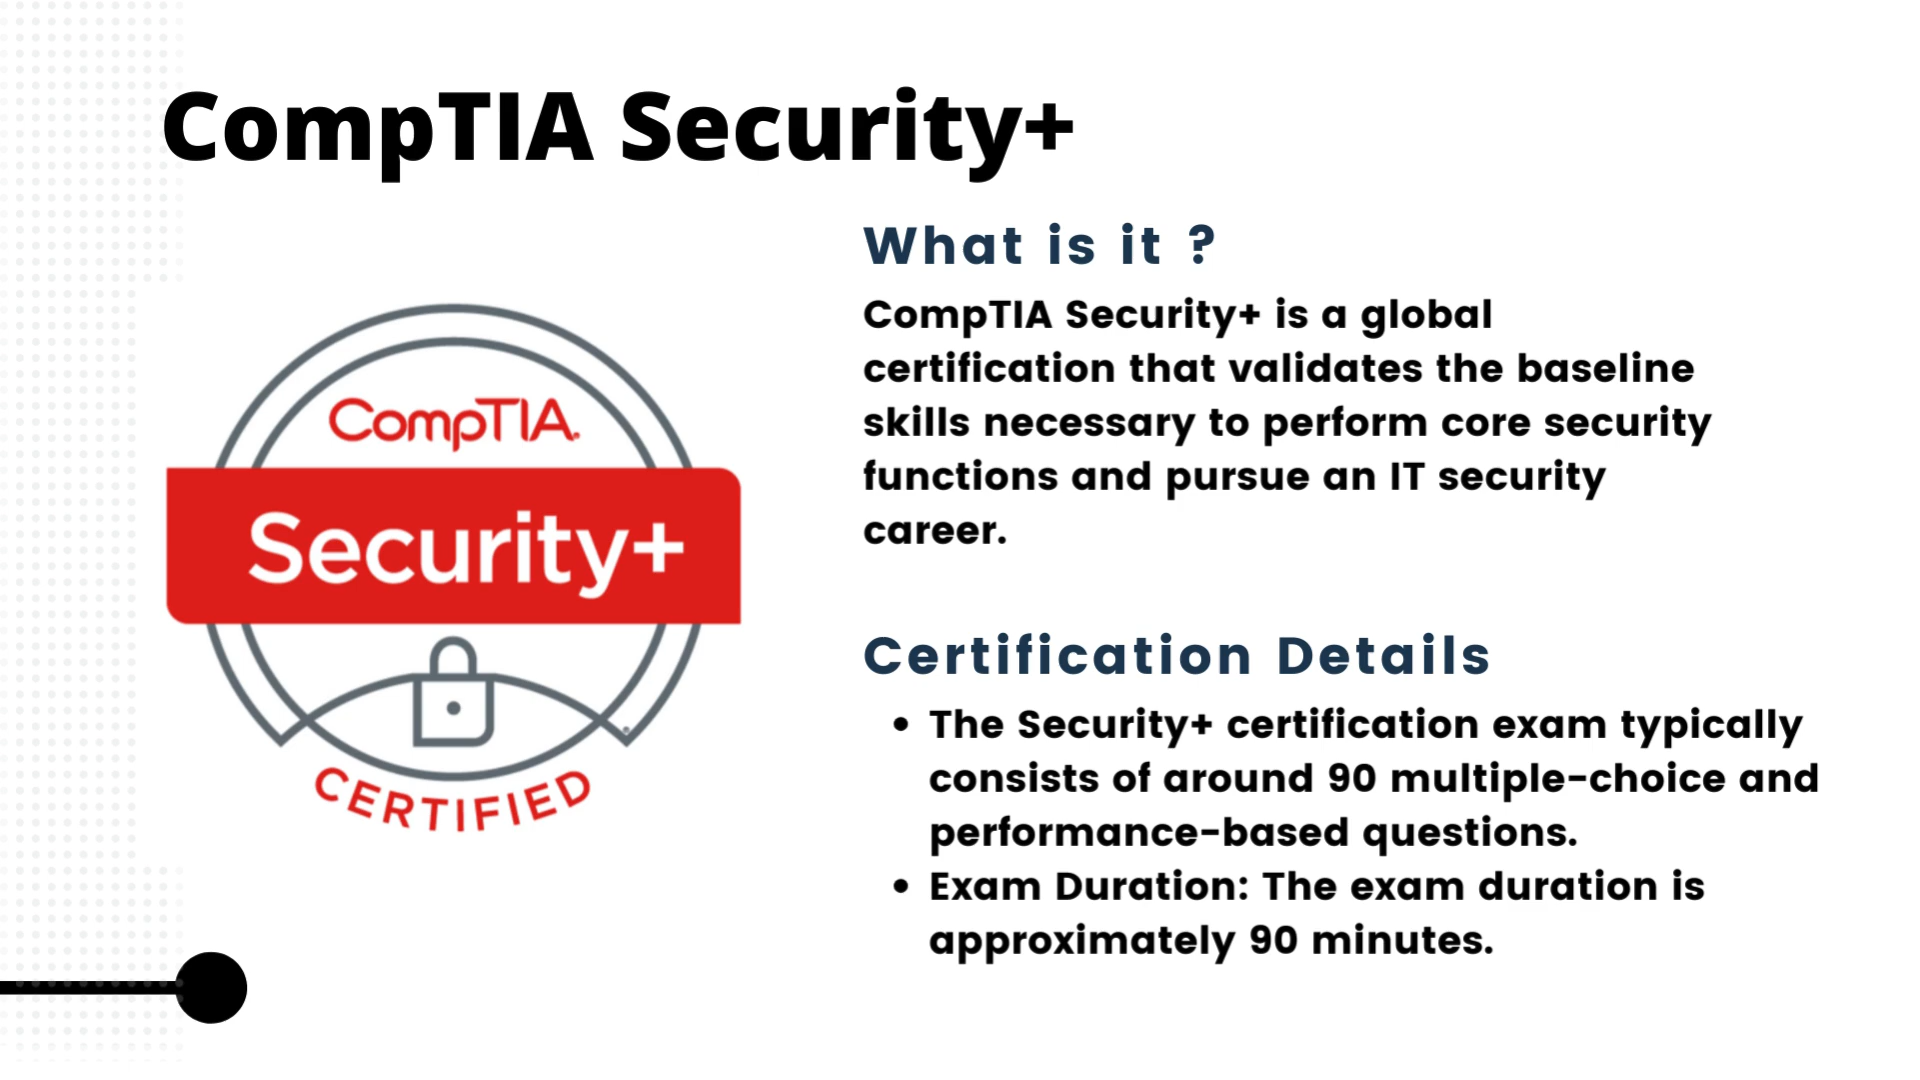 CompTIA Security+
CompTIA.
Security+
CERTIFIED
What is it ?
CompTIA Security+ is a global
certification that validates the baseline
skills necessary to perform core security
functions and pursue an IT security
career.
Certification Details
• The Security+ certification exam typically
consists of around 90 multiple-choice and
performance-based questions.
• Exam Duration: The exam duration is
approximately 90 minutes.